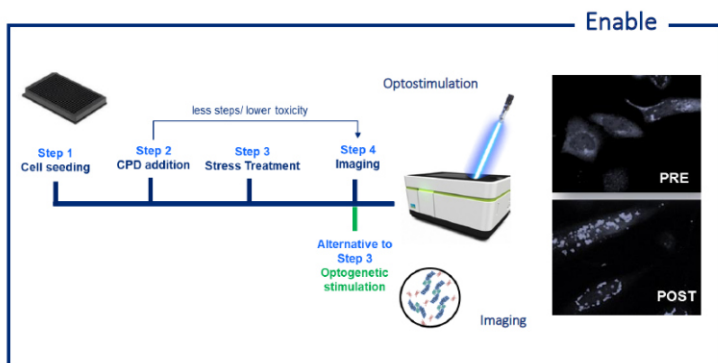 Enable
Optostimulation
less steps/ lower toxicity
Step 1
Cell seeding
Step 2
CPD addition
Step 3
Stress Treatment
Step 4
Imaging
Alternative to
Step 3
Optogenetic
stimulation
Imaging
PRE
POST